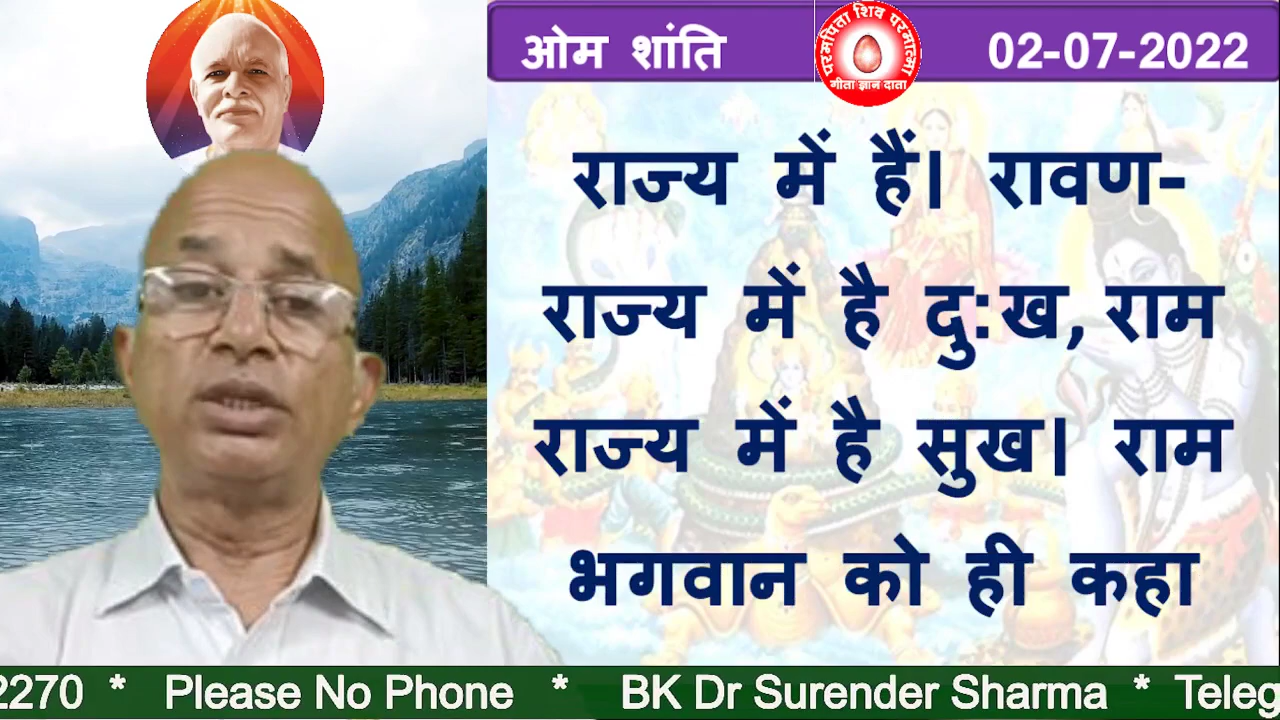 ओम शांति
परमपिता शिव परमात्मा
गीता ज्ञान दाता
02-07-2022
राज्य में हैं। रावण-
राज्य में है दु:ख, राम
राज्य में है सुख। राम
भगवान को ही कहा
2270 * Please No Phone * BK Dr Surender Sharma * Teleg